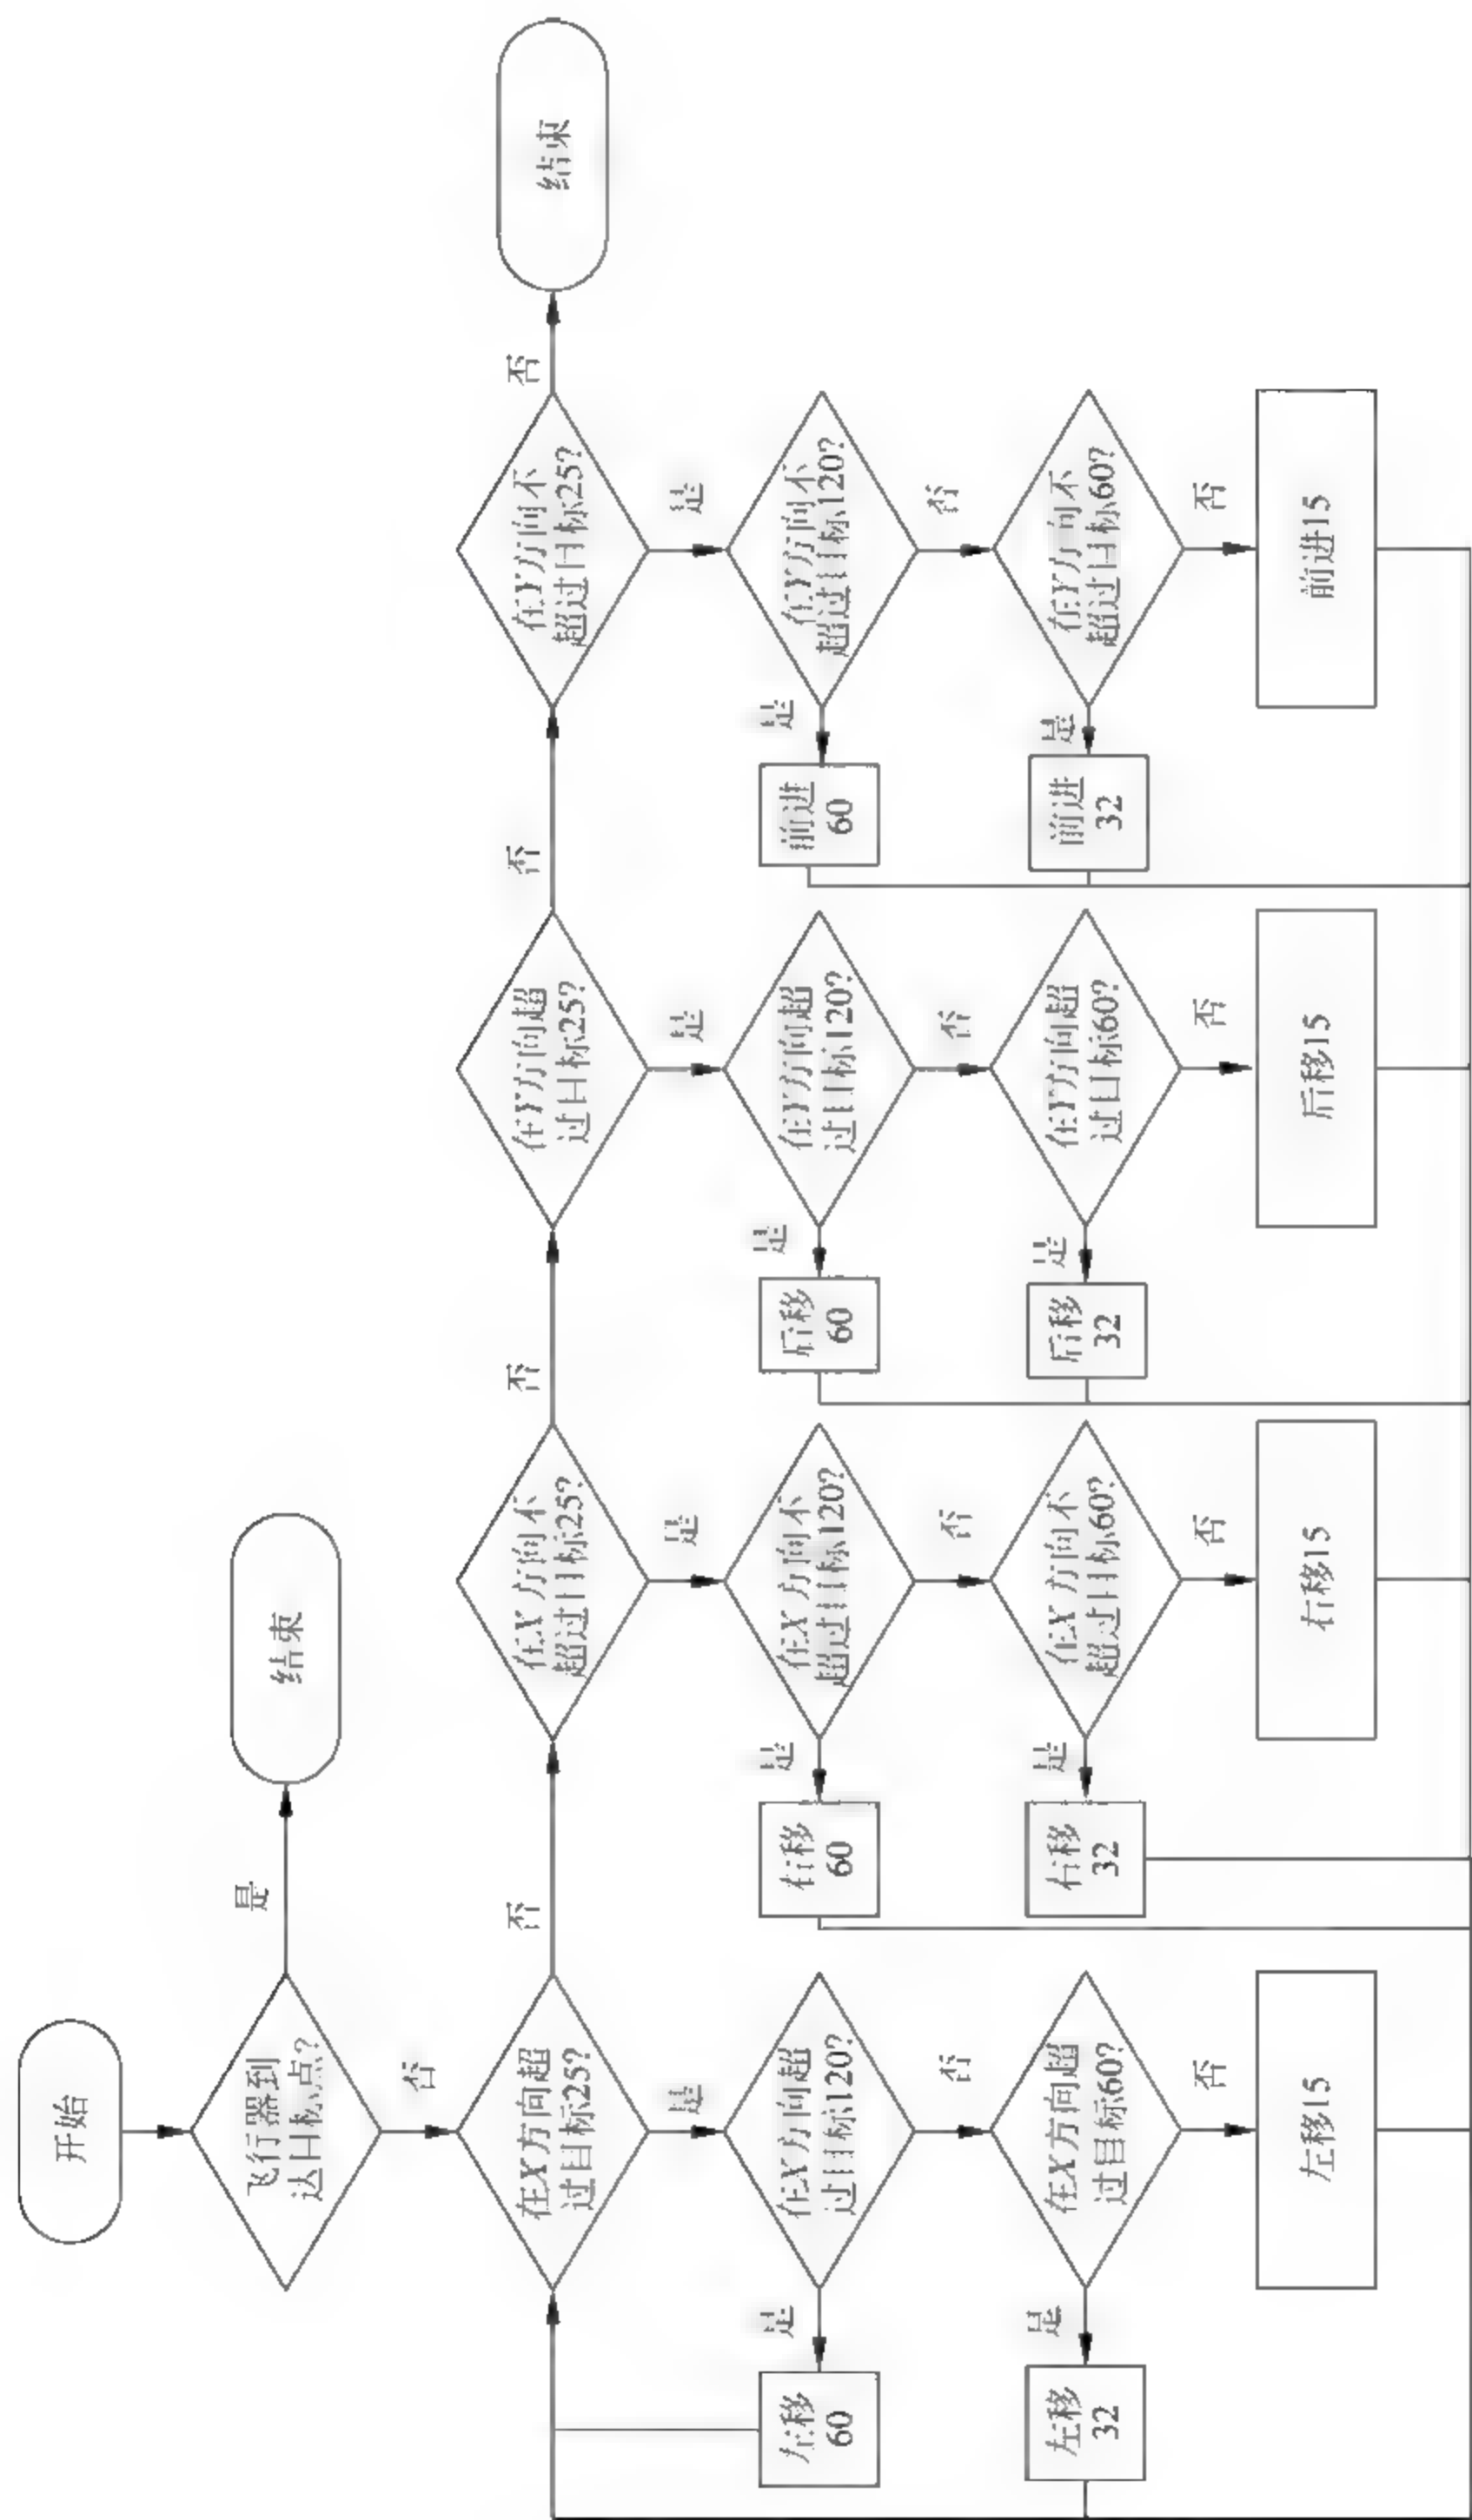 开始
飞行器到
达目标点?
是
结束
否
在X方向超
过目标25?
否
在X方向不
超过目标25?
否
在Y方向超
过目标25?
否
在Y方向不
超过目标25?
否
结束
是
是
是
是
在X方向超
过目标120?
是
左移
60
在X方向不
超过目标120?
是
右移
60
在Y方向超
过目标120?
是
后移
60
在Y方向不
超过目标120?
是
前进
60
否
否
否
否
在X方向超
过目标60?
是
左移
32
在X方向不
超过目标60?
是
右移
32
在Y方向超
过目标60?
是
后移
32
在Y方向不
超过目标60?
是
前进
32
否
否
否
否
左移15
右移15
后移15
前进15